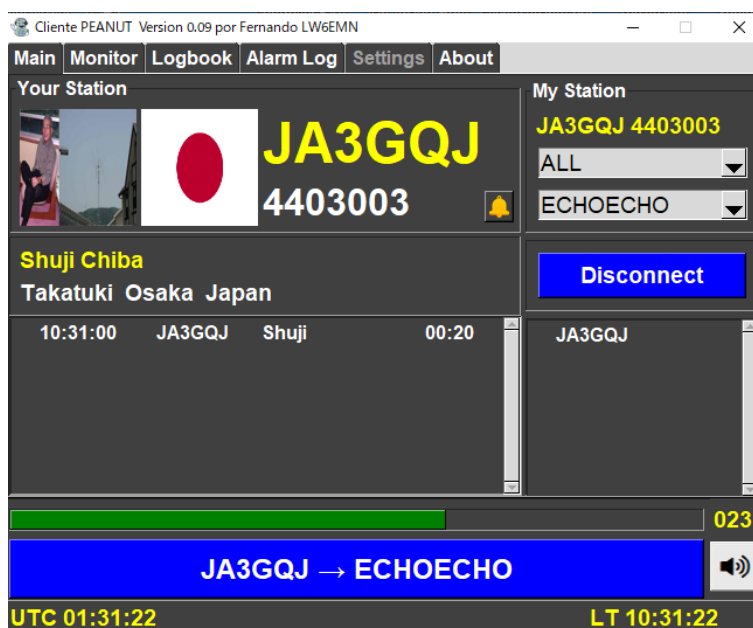 Cliente PEANUT Version 0.09 por Fernando LW6EMN
Main Monitor Logbook Alarm Log Settings About
Your Station
JA3GQJ
4403003
My Station
JA3GQJ 4403003
ALL
ECHOECHO
Shuji Chiba
Takatuki Osaka Japan
Disconnect
10:31:00 JA3GQJ Shuji 00:20
JA3GQJ
023
JA3GQJ → ECHOECHO
UTC 01:31:22
LT 10:31:22